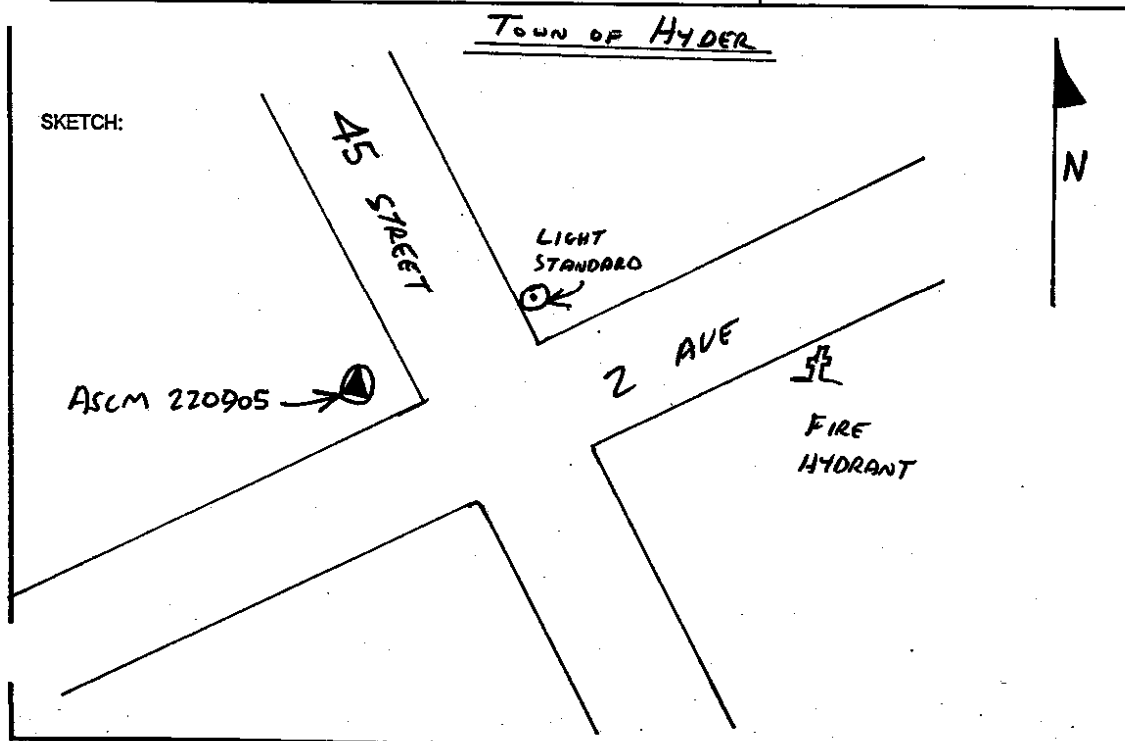 TOWN OF HYDER
SKETCH:
N
45 STREET
LIGHT
STANDARD
2 AVE
ASCM 220905
FIRE
HYDRANT